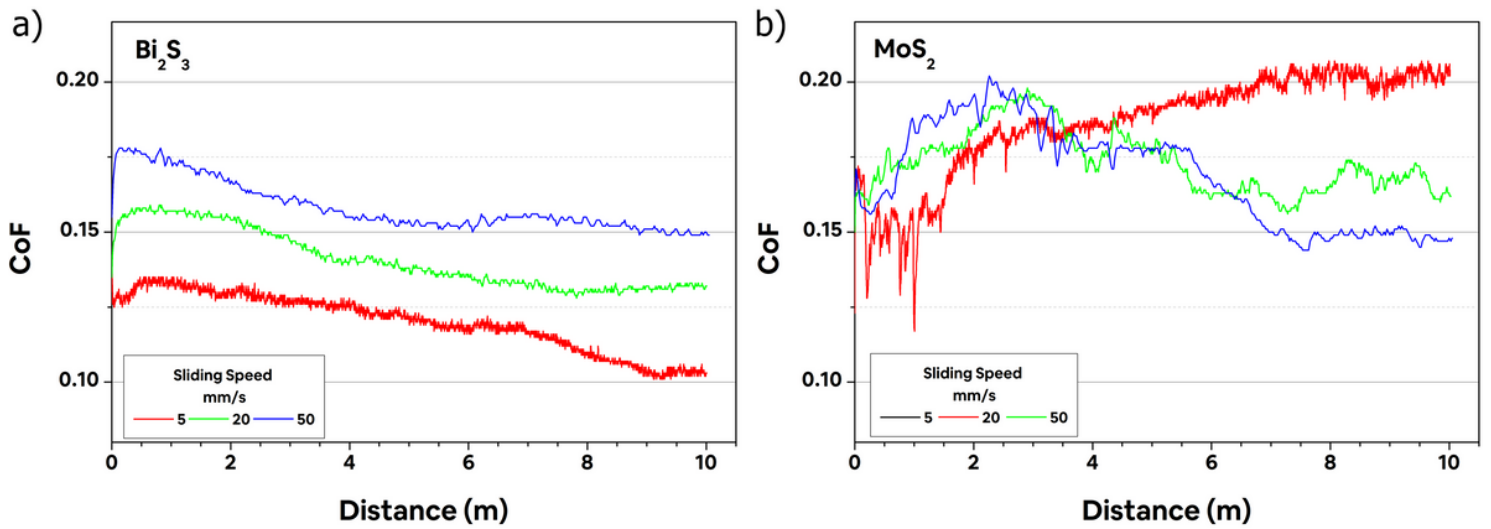 a)
Bi₂S₃
0.20
0.15
0.10
CoF
Sliding Speed
mm/s
5 20 50
0 2 4 6 8 10
Distance (m)
b)
MoS₂
0.20
0.15
0.10
CoF
Sliding Speed
mm/s
5 20 50
0 2 4 6 8 10
Distance (m)